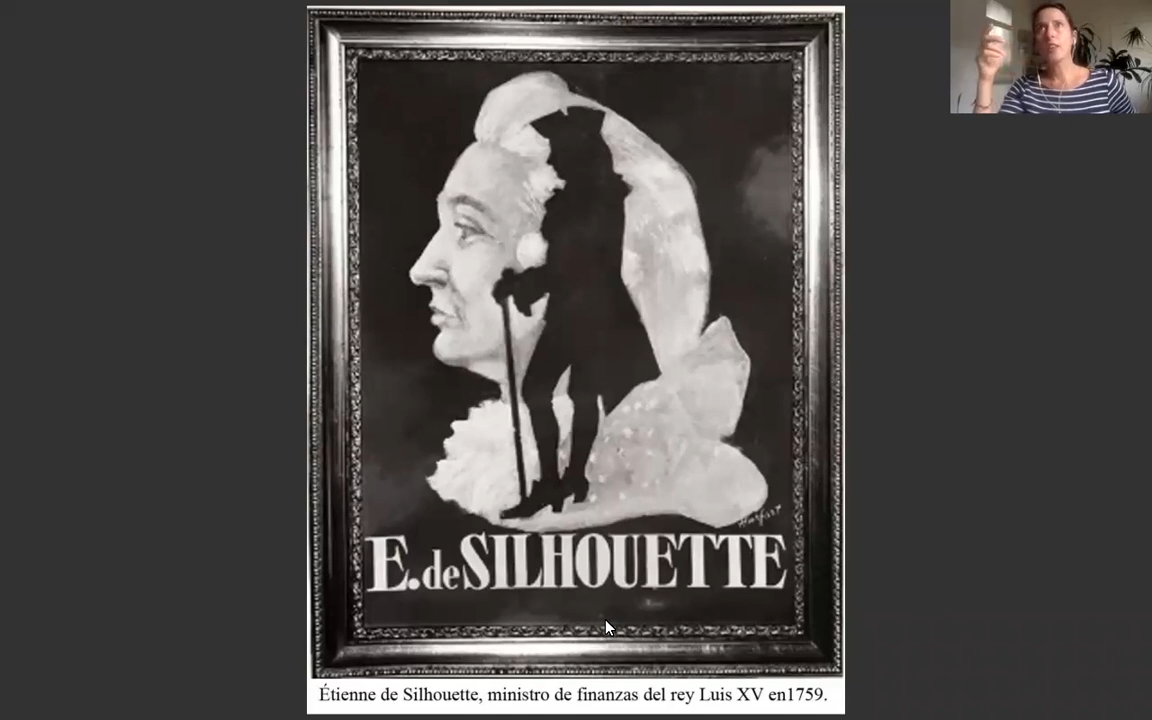 E. de SILHOUETTE
Étienne de Silhouette, ministro de finanzas del rey Luis XV en1759.